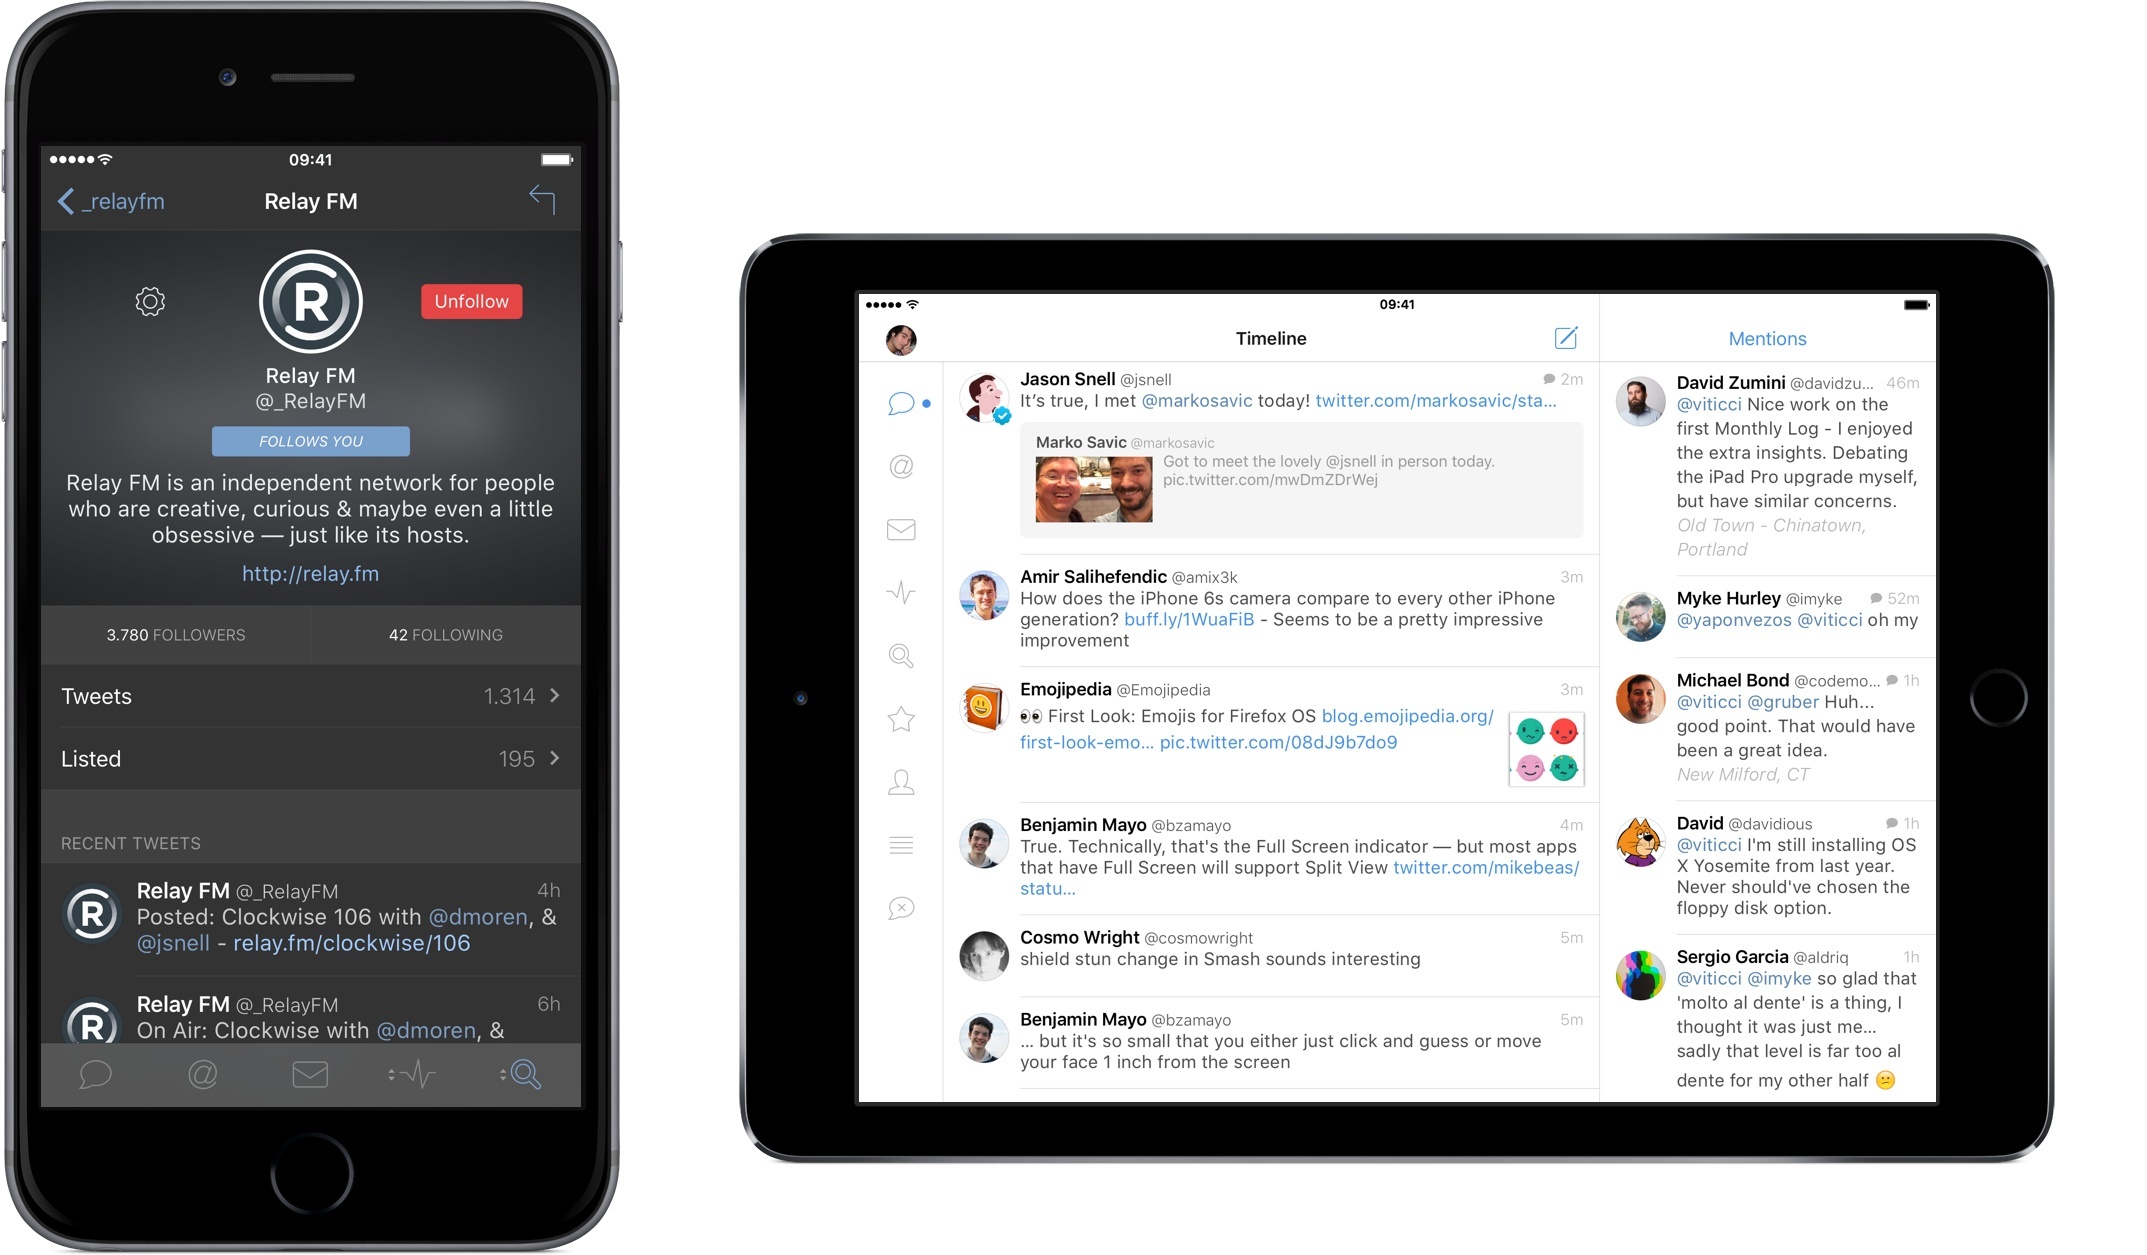 09:41
_relayfm
Relay FM
Unfollow
R
Relay FM
@_RelayFM
FOLLOWS YOU
Relay FM is an independent network for people
who are creative, curious & maybe even a little
obsessive — just like its hosts.
http://relay.fm
3.780 FOLLOWERS
42 FOLLOWING
Tweets 1.314
Listed 195
RECENT TWEETS
R
Relay FM @_RelayFM 4h
Posted: Clockwise 106 with @dmoren, &
@jsnell - relay.fm/clockwise/106
R
Relay FM @_RelayFM 6h
On Air: Clockwise with @dmoren, &
@
09:41
Timeline
@
Jason Snell @jsnell 2m
It's true, I met @markosavic today! twitter.com/markosavic/sta...
Marko Savic @markosavic
Got to meet the lovely @jsnell in person today.
pic.twitter.com/mwDmZDrWej
Amir Salihefendic @amix3k 3m
How does the iPhone 6s camera compare to every other iPhone
generation? buff.ly/1WuaFiB - Seems to be a pretty impressive
improvement
Emojipedia @Emojipedia 3m
👀 First Look: Emojis for Firefox OS blog.emojipedia.org/
first-look-emo... pic.twitter.com/08dJ9b7do9
Benjamin Mayo @bzamayo 4m
True. Technically, that's the Full Screen indicator — but most apps
that have Full Screen will support Split View twitter.com/mikebeas/
statu...
Cosmo Wright @cosmowright 5m
shield stun change in Smash sounds interesting
Benjamin Mayo @bzamayo 5m
... but it's so small that you either just click and guess or move
your face 1 inch from the screen
Mentions
David Zumini @davidzu... 46m
@viticci Nice work on the
first Monthly Log - I enjoyed
the extra insights. Debating
the iPad Pro upgrade myself,
but have similar concerns.
Old Town - Chinatown,
Portland
Myke Hurley @imyke 52m
@yaponvezos @viticci oh my
Michael Bond @codemo... 1h
@viticci @gruber Huh...
good point. That would have
been a great idea.
New Milford, CT
David @davidious 1h
@viticci I'm still installing OS
X Yosemite from last year.
Never should've chosen the
floppy disk option.
Sergio Garcia @aldriq 1h
@viticci @imyke so glad that
'molto al dente' is a thing, I
thought it was just me...
sadly that level is far too al
dente for my other half 😕